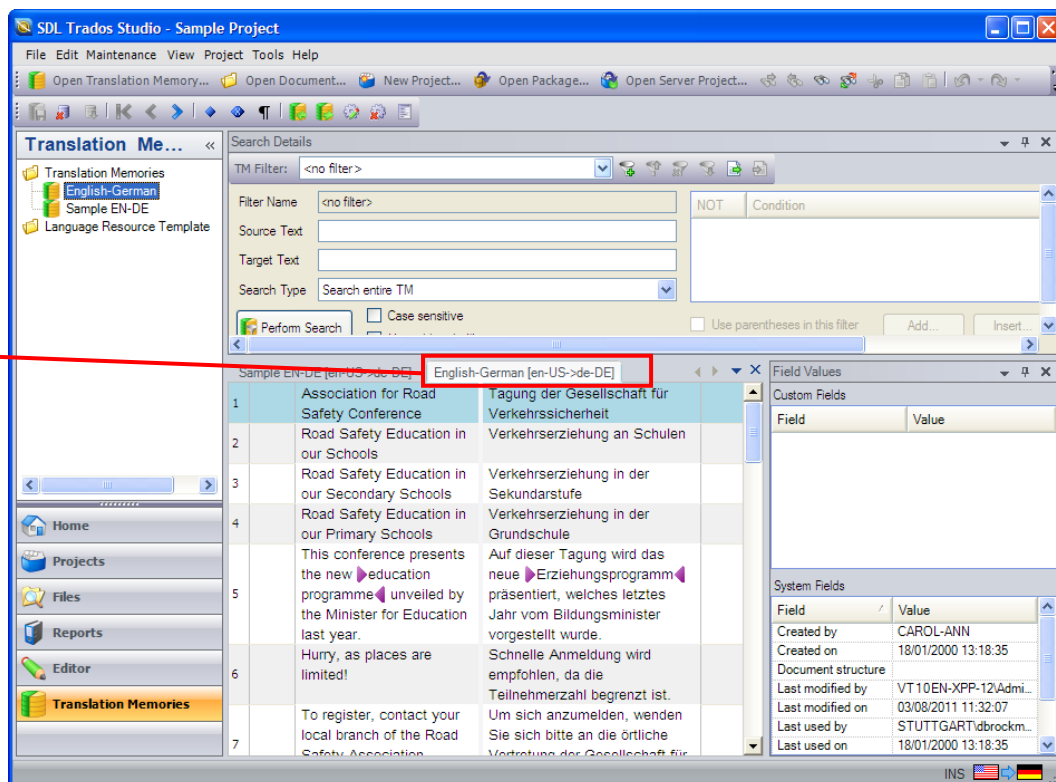 SDL Trados Studio - Sample Project
File Edit Maintenance View Project Tools Help
Open Translation Memory... Open Document... New Project... Open Package... Open Server Project...
Translation Me... «
Translation Memories
English-German
Sample EN-DE
Language Resource Template
Home
Projects
Files
Reports
Editor
Translation Memories
Search Details
TM Filter: <no filter>
Filter Name <no filter>
Source Text
Target Text
Search Type Search entire TM
Perform Search
Case sensitive
NOT Condition
Use parentheses in this filter Add... Insert...
Sample EN-DE [en-US->de-DE] English-German [en-US->de-DE]
1
Association for Road
Safety Conference
Tagung der Gesellschaft für
Verkehrssicherheit
2
Road Safety Education in
our Schools
Verkehrserziehung an Schulen
3
Road Safety Education in
our Secondary Schools
Verkehrserziehung in der
Sekundarstufe
4
Road Safety Education in
our Primary Schools
Verkehrserziehung in der
Grundschule
5
This conference presents
the new education
programme unveiled by
the Minister for Education
last year.
Auf dieser Tagung wird das
neue Erziehungsprogramm
präsentiert, welches letztes
Jahr vom Bildungsminister
vorgestellt wurde.
6
Hurry, as places are
limited!
Schnelle Anmeldung wird
empfohlen, da die
Teilnehmerzahl begrenzt ist.
7
To register, contact your
local branch of the Road
Safety Association
Um sich anzumelden, wenden
Sie sich bitte an die örtliche
Vertretung der Gesellschaft für
Field Values
Custom Fields
Field Value
System Fields
Field Value
Created by CAROL-ANN
Created on 18/01/2000 13:18:35
Document structure
Last modified by VT10EN-XPP-12\Admi...
Last modified on 03/08/2011 11:32:07
Last used by STUTTGART\dbrockm...
Last used on 18/01/2000 13:18:35
INS